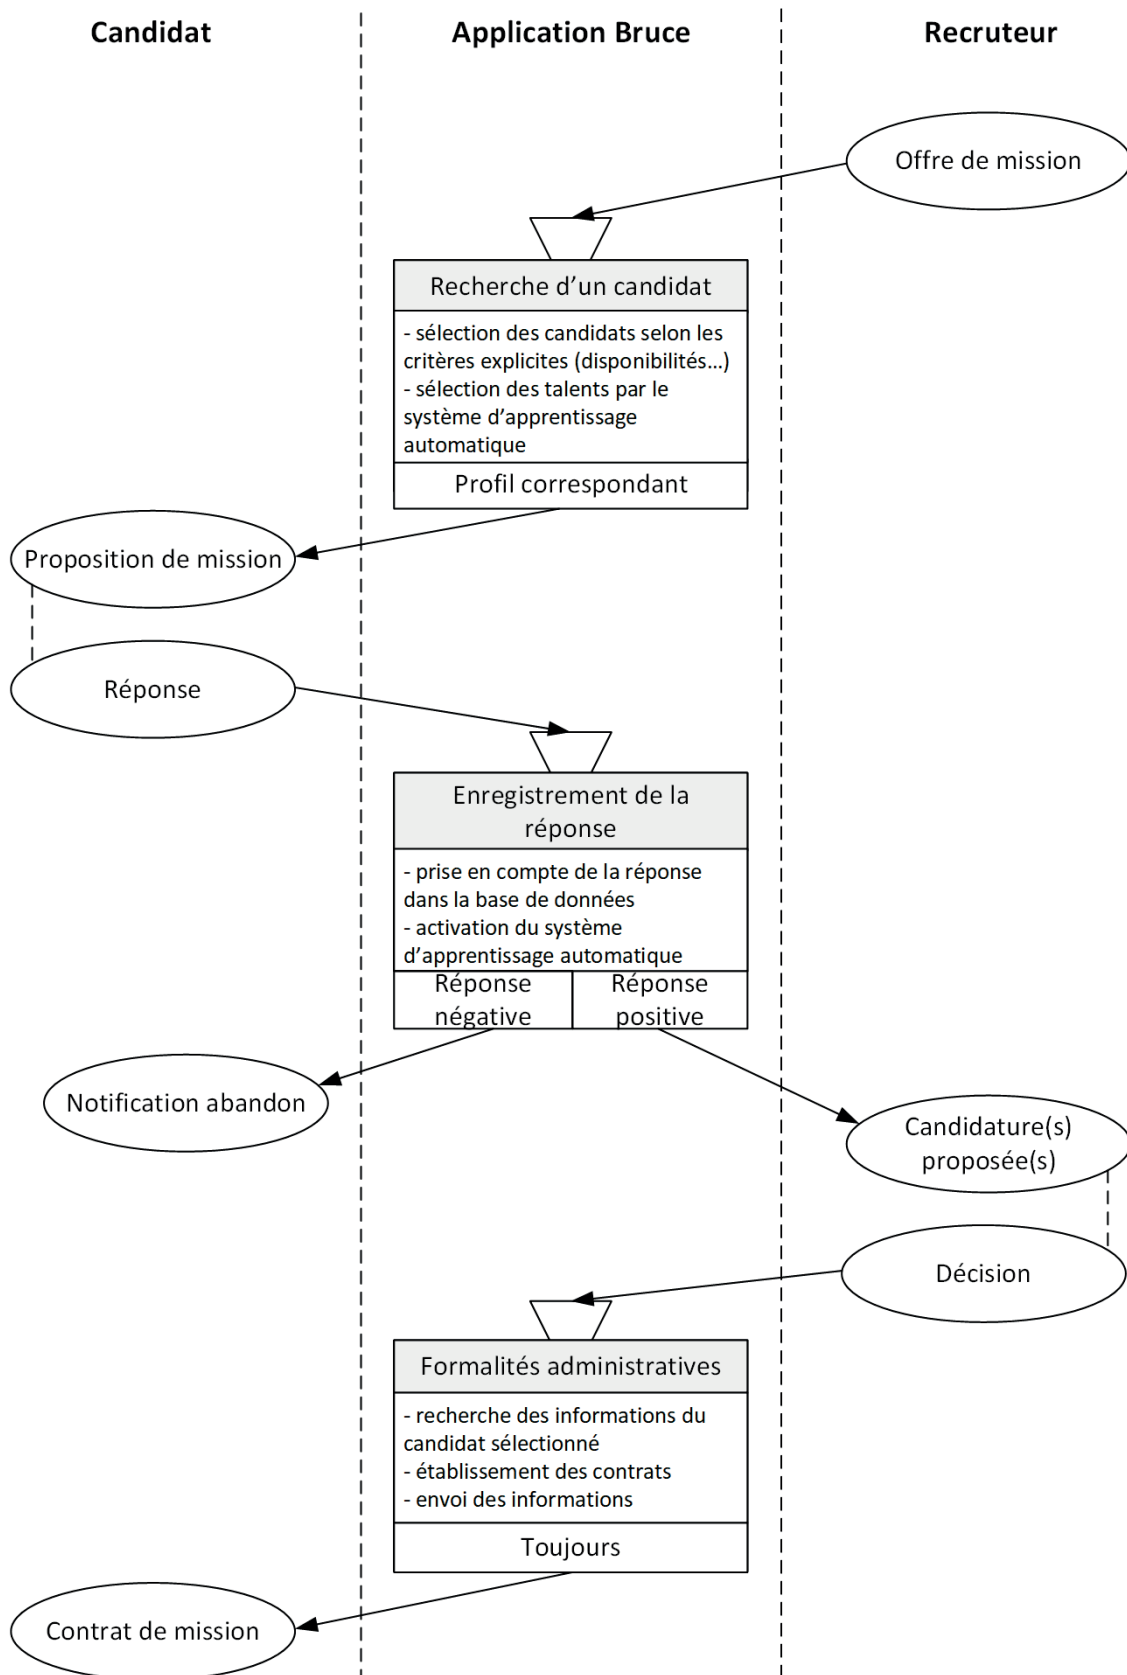 Candidat
Application Bruce
Recruteur
Offre de mission
Recherche d’un candidat
- sélection des candidats selon les
critères explicites (disponibilités...)
- sélection des talents par le
système d’apprentissage
automatique
Profil correspondant
Proposition de mission
Réponse
Enregistrement de la
réponse
- prise en compte de la réponse
dans la base de données
- activation du système
d’apprentissage automatique
Réponse
négative
Réponse
positive
Notification abandon
Candidature(s)
proposée(s)
Décision
Formalités administratives
- recherche des informations du
candidat sélectionné
- établissement des contrats
- envoi des informations
Toujours
Contrat de mission